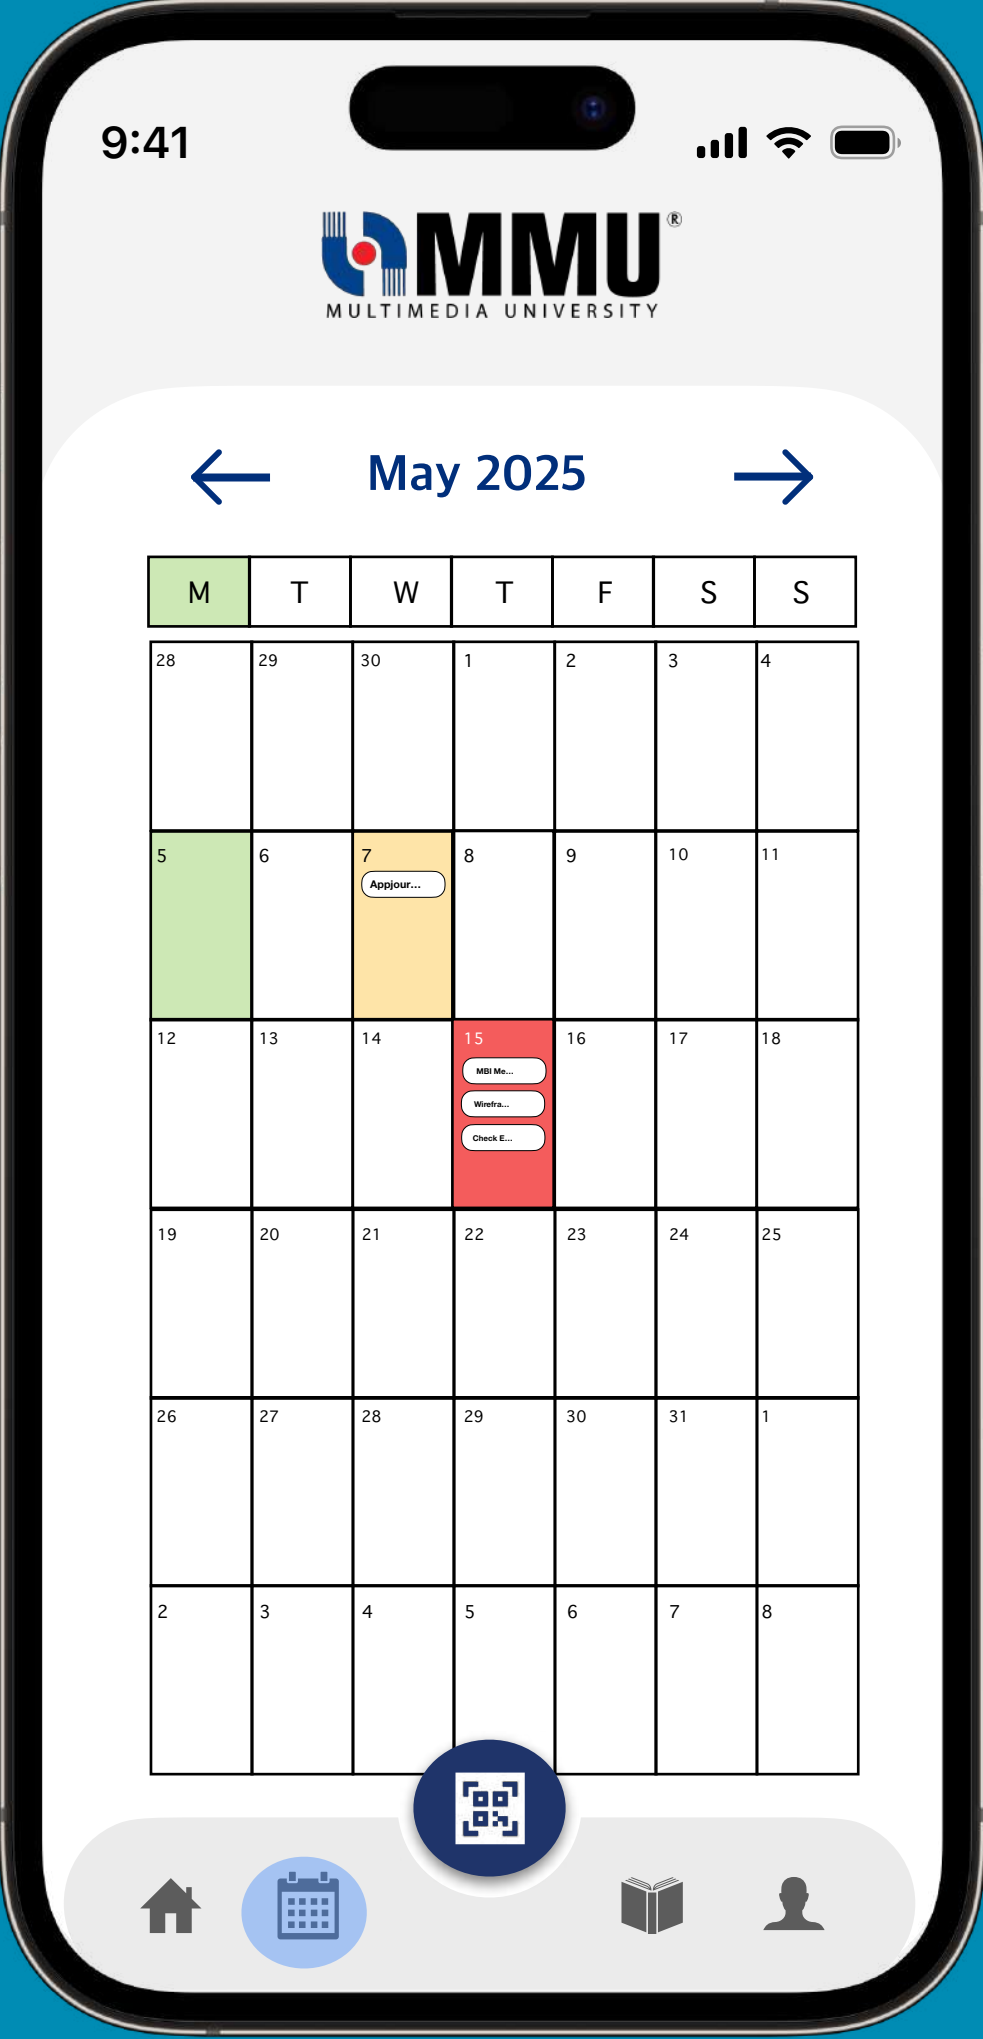 9:41
MMU®
MULTIMEDIA UNIVERSITY
May 2025
M T W T F S S
28 29 30 1 2 3 4
5 6 7 8 9 10 11
Appjour...
12 13 14 15 16 17 18
MBI Me...
Wirefra...
Check E...
19 20 21 22 23 24 25
26 27 28 29 30 31 1
2 3 4 5 6 7 8